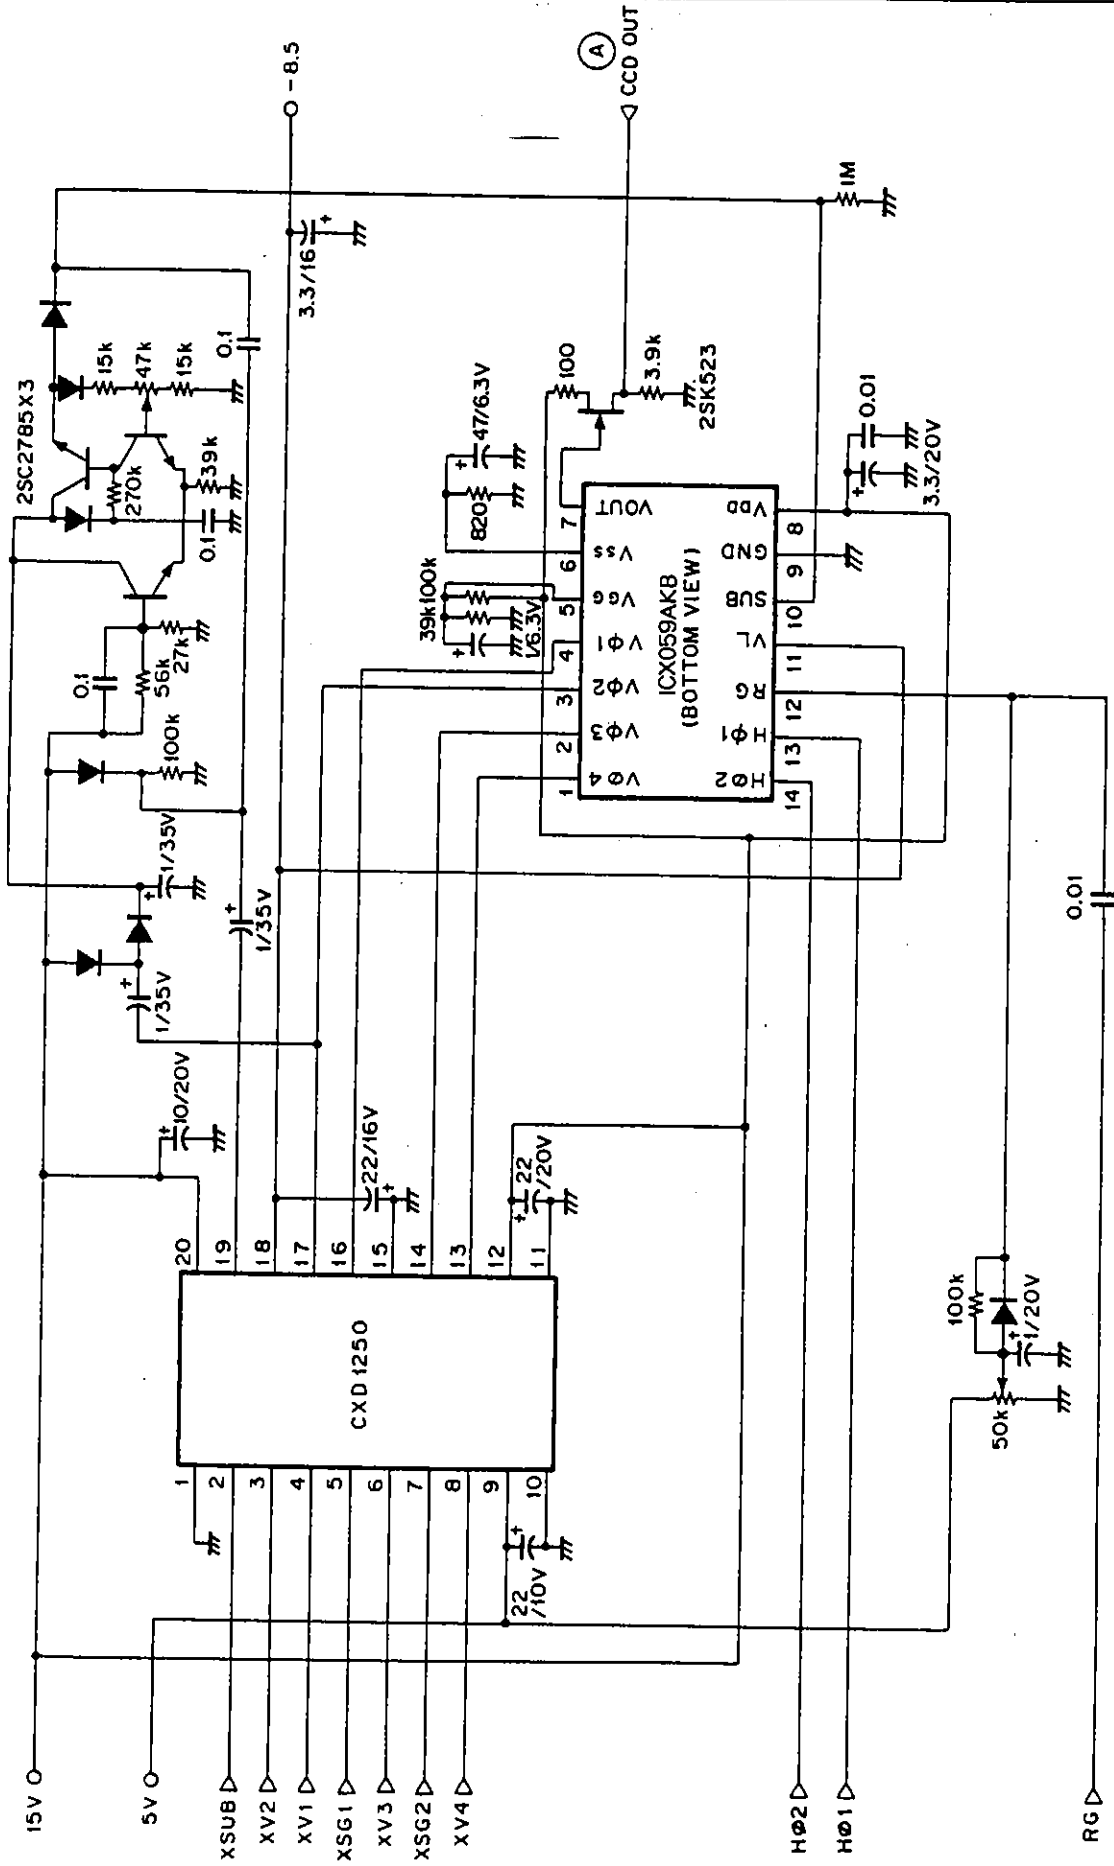 15V
5V
XSUB
XV2
XV1
XSG1
XV3
XSG2
XV4
HØ2
HØ1
RG
22
/10V
1
2
3
4
5
6
7
8
9
10
CXD1250
20
19
18
17
16
15
14
13
12
11
10/20V
22/16V
22
/20V
50k
100k
1/20V
0.01
1/35V
1/35V
1/35V
100k
0.1
56k
27k
0.1
270k
39k
2SC2785X3
15k
47k
15k
0.1
-8.5
3.3/16
A
CCD OUT
1M
39k
100k
1/6.3V
820
47/6.3V
100
3.9k
2SK523
1
2
3
4
5
6
7
VΦ4
VΦ3
VΦ2
VΦ1
VGG
VSS
VOUT
ICX059AKB
(BOTTOM VIEW)
HΦ2
HΦ1
RG
VL
SUB
GND
VDD
14
13
12
11
10
9
8
0.01
3.3/20V